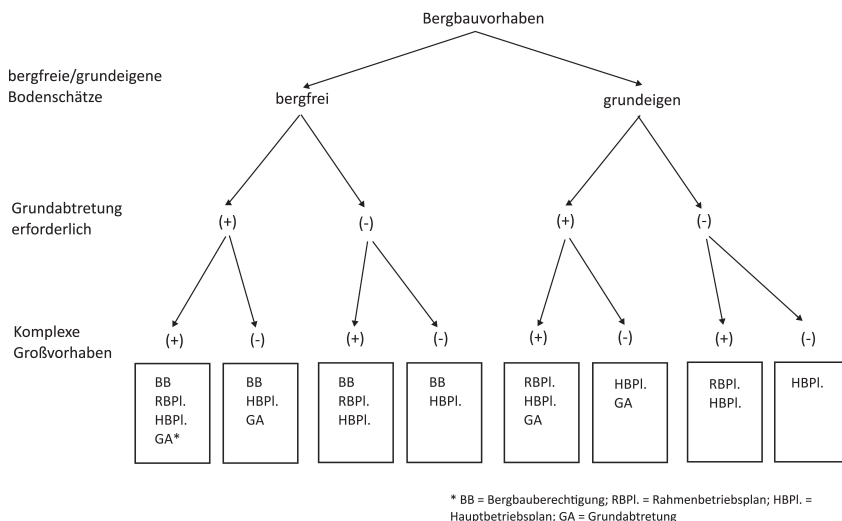 Bergbauvorhaben
bergfreie/grundeigene
Bodenschätze
bergfrei
grundeigen
Grundabtretung
erforderlich
(+)
(-)
(+)
(-)
Komplexe
Großvorhaben
(+)
(-)
(+)
(-)
(+)
(-)
(+)
(-)
BB
RBPl.
HBPl.
GA*
BB
HBPl.
GA
BB
RBPl.
HBPl.
BB
HBPl.
RBPl.
HBPl.
GA
HBPl.
GA
RBPl.
HBPl.
HBPl.
* BB = Bergbauberechtigung; RBPl. = Rahmenbetriebsplan; HBPl. =
Hauptbetriebsplan; GA = Grundabtretung